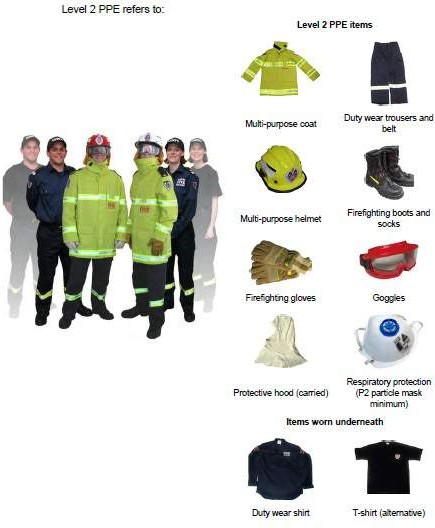 Level 2 PPE refers to:
Level 2 PPE items
Multi-purpose coat
Duty wear trousers and
belt
Multi-purpose helmet
Firefighting boots and
socks
Firefighting gloves
Goggles
Protective hood (carried)
Respiratory protection
(P2 particle mask
minimum)
Items worn underneath
Duty wear shirt
T-shirt (alternative)